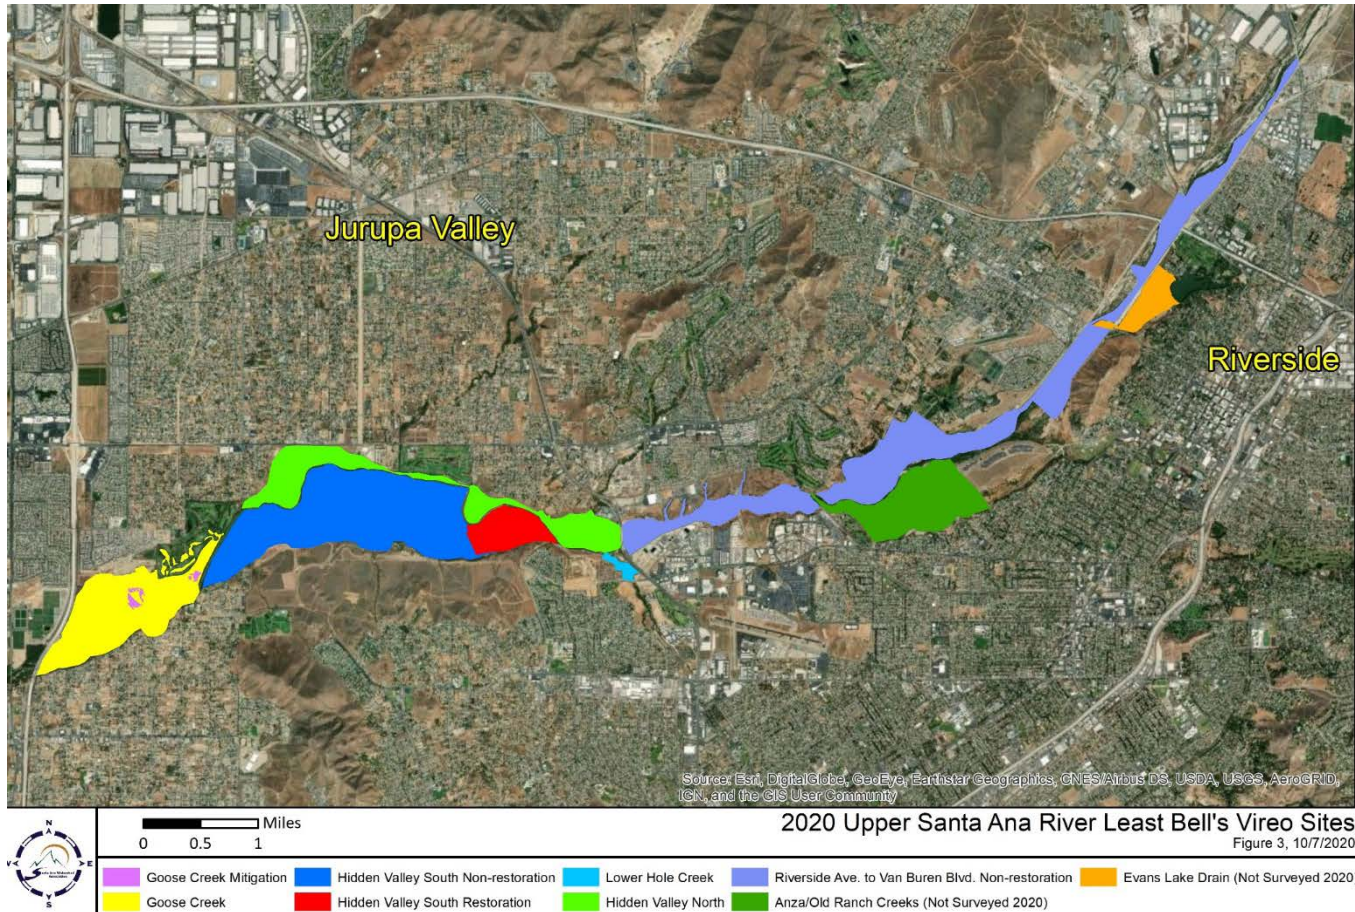 Jurupa Valley
Riverside
Source: Esri, DigitalGlobe, GeoEye, Earthstar Geographics, CNES/Airbus DS, USDA, USGS, AeroGRID,
IGN, and the GIS User Community
N
W
E
S
Miles
0 0.5 1
2020 Upper Santa Ana River Least Bell's Vireo Sites
Figure 3, 10/7/2020
Goose Creek Mitigation
Hidden Valley South Non-restoration
Lower Hole Creek
Riverside Ave. to Van Buren Blvd. Non-restoration
Evans Lake Drain (Not Surveyed 2020
Goose Creek
Hidden Valley South Restoration
Hidden Valley North
Anza/Old Ranch Creeks (Not Surveyed 2020)